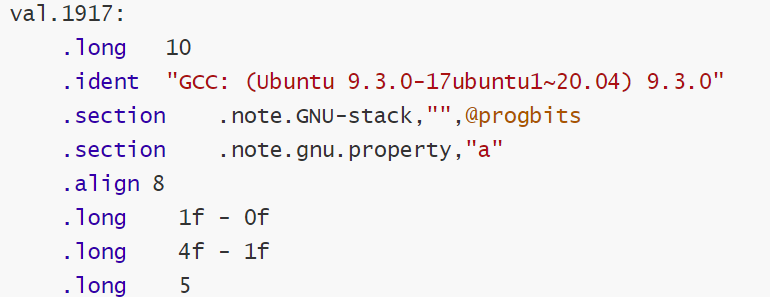 val.1917:
.long 10
.ident "GCC: (Ubuntu 9.3.0-17ubuntu1~20.04) 9.3.0"
.section .note.GNU-stack,"",@progbits
.section .note.gnu.property,"a"
.align 8
.long 1f - 0f
.long 4f - 1f
.long 5